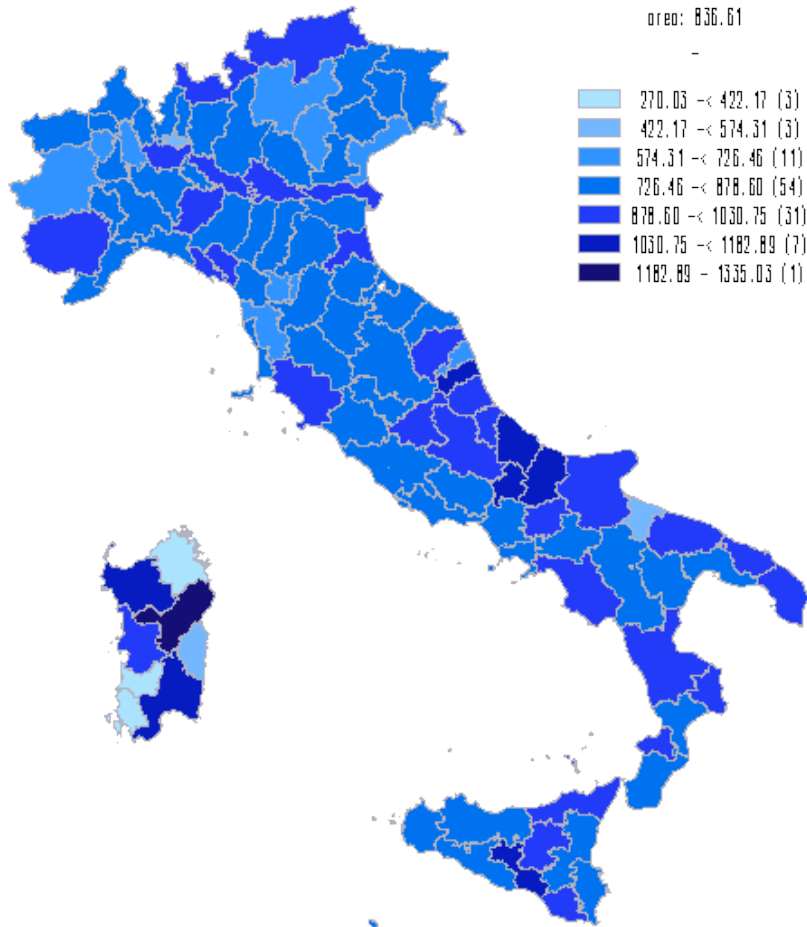 area: 836.61
-
270.03 -< 422.17 (3)
422.17 -< 574.31 (3)
574.31 -< 726.46 (11)
726.46 -< 878.60 (54)
878.60 -< 1030.75 (31)
1030.75 -< 1182.89 (7)
1182.89 - 1335.03 (1)